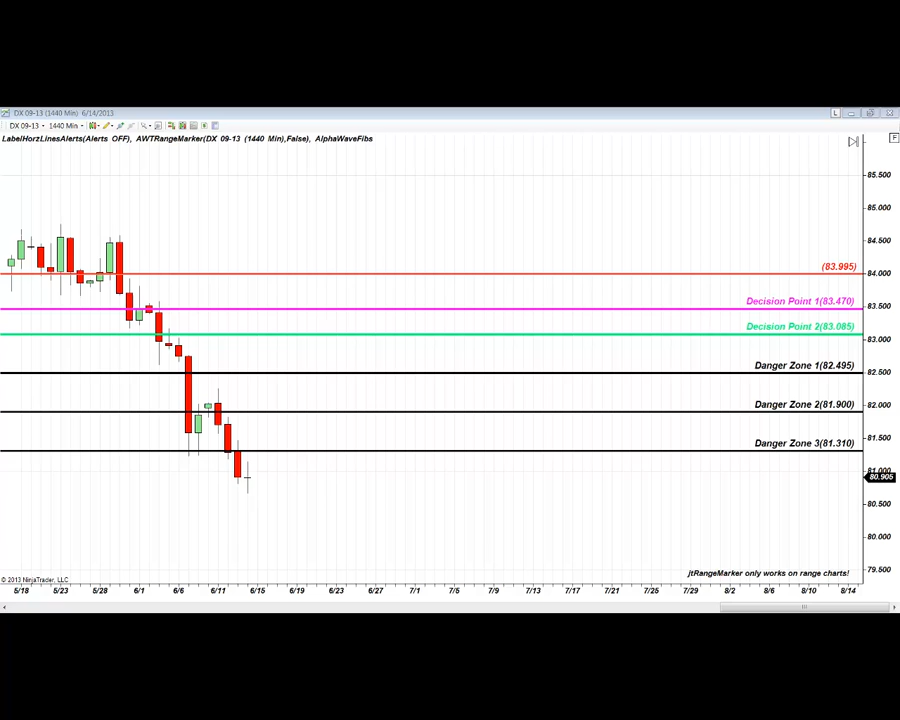 DX 09-13 (1440 Min) 6/14/2013
L
DX 09-13 1440 Min
LabelHorzLinesAlerts(Alerts OFF), AWTRangeMarker(DX 09-13 (1440 Min),False), AlphaWaveFibs
F
85.500
85.000
84.500
(83.995)
84.000
Decision Point 1(83.470)
83.500
Decision Point 2(83.085)
83.000
Danger Zone 1(82.495)
82.500
Danger Zone 2(81.900)
82.000
Danger Zone 3(81.310)
81.500
81.000
80.905
80.500
80.000
79.500
jtRangeMarker only works on range charts!
© 2013 NinjaTrader, LLC
5/18 5/23 5/28 6/1 6/6 6/11 6/15 6/19 6/23 6/27 7/1 7/5 7/9 7/13 7/17 7/21 7/25 7/29 8/2 8/6 8/10 8/14